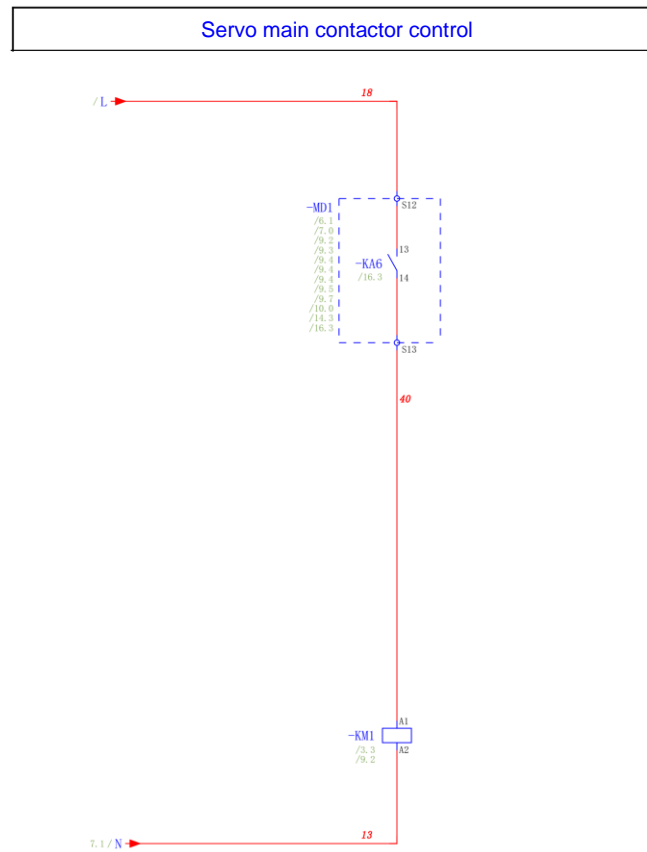 Servo main contactor control
/ L
18
-MD1
/6.1
/7.0
/9.2
/9.3
/9.4
/9.4
/9.4
/9.5
/9.7
/10.0
/14.3
/16.3
S12
13
-KA6
/16.3
14
S13
40
A1
-KM1
/3.3
/9.2
A2
7.1/ N
13